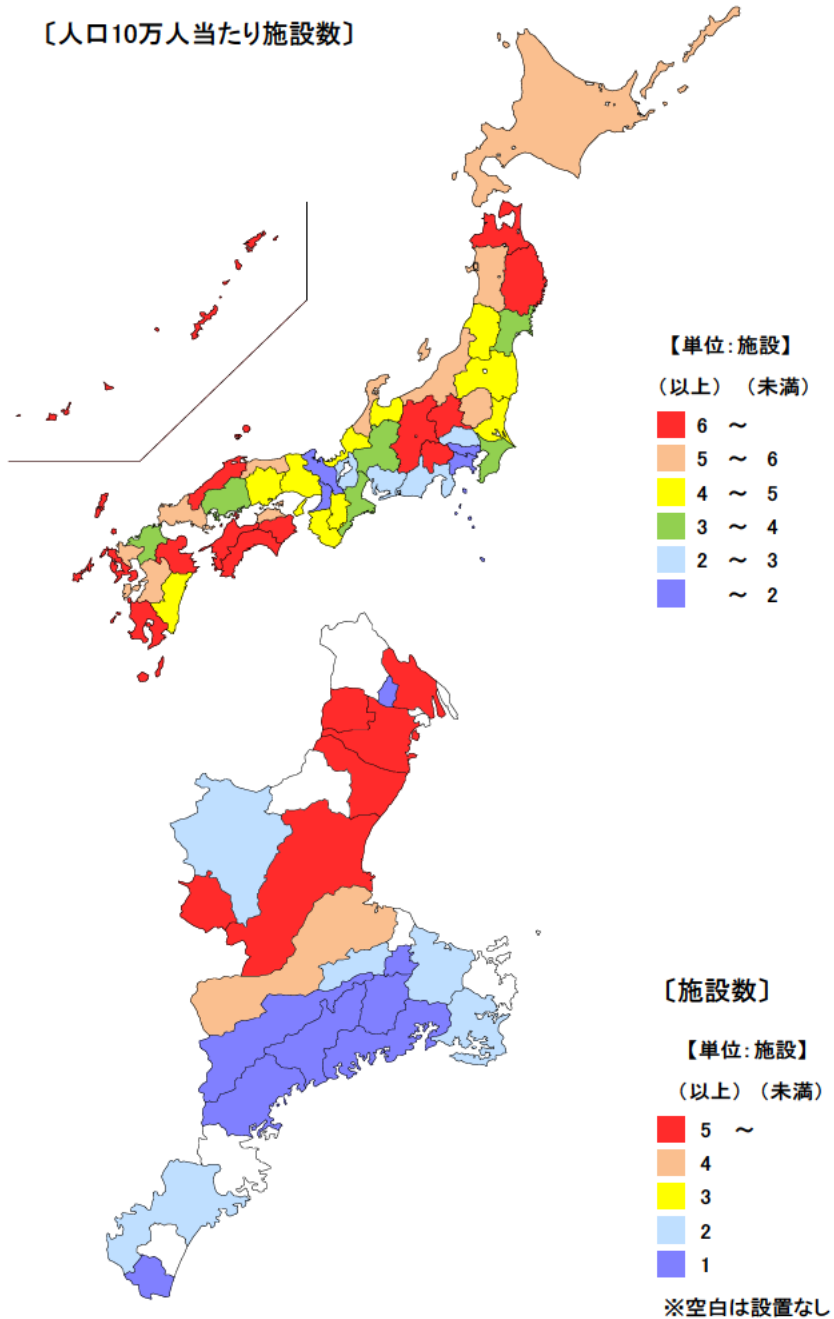 〔人口10万人当たり施設数〕
【単位：施設】
（以上）（未満）
6 ～
5 ～ 6
4 ～ 5
3 ～ 4
2 ～ 3
～ 2
〔施設数〕
【単位：施設】
（以上）（未満）
5 ～
4
3
2
1
※空白は設置なし